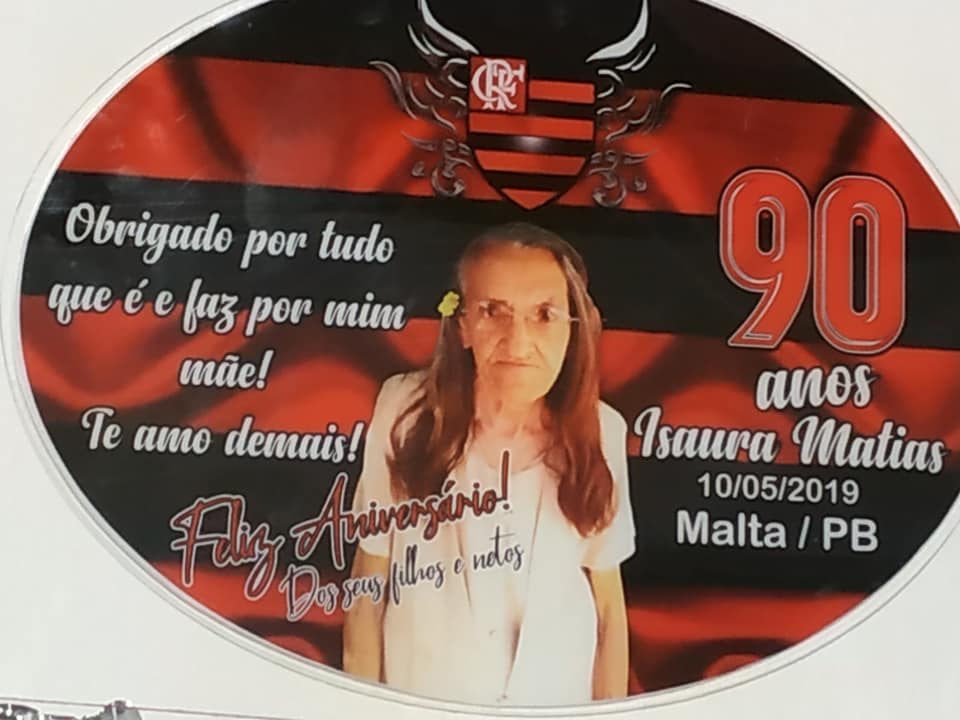 CRF
Obrigado por tudo
que é e faz por mim
mãe!
Te amo demais!
Feliz Aniversário!
Dos seus filhos e netos
90
anos
Isaura Matias
10/05/2019
Malta / PB